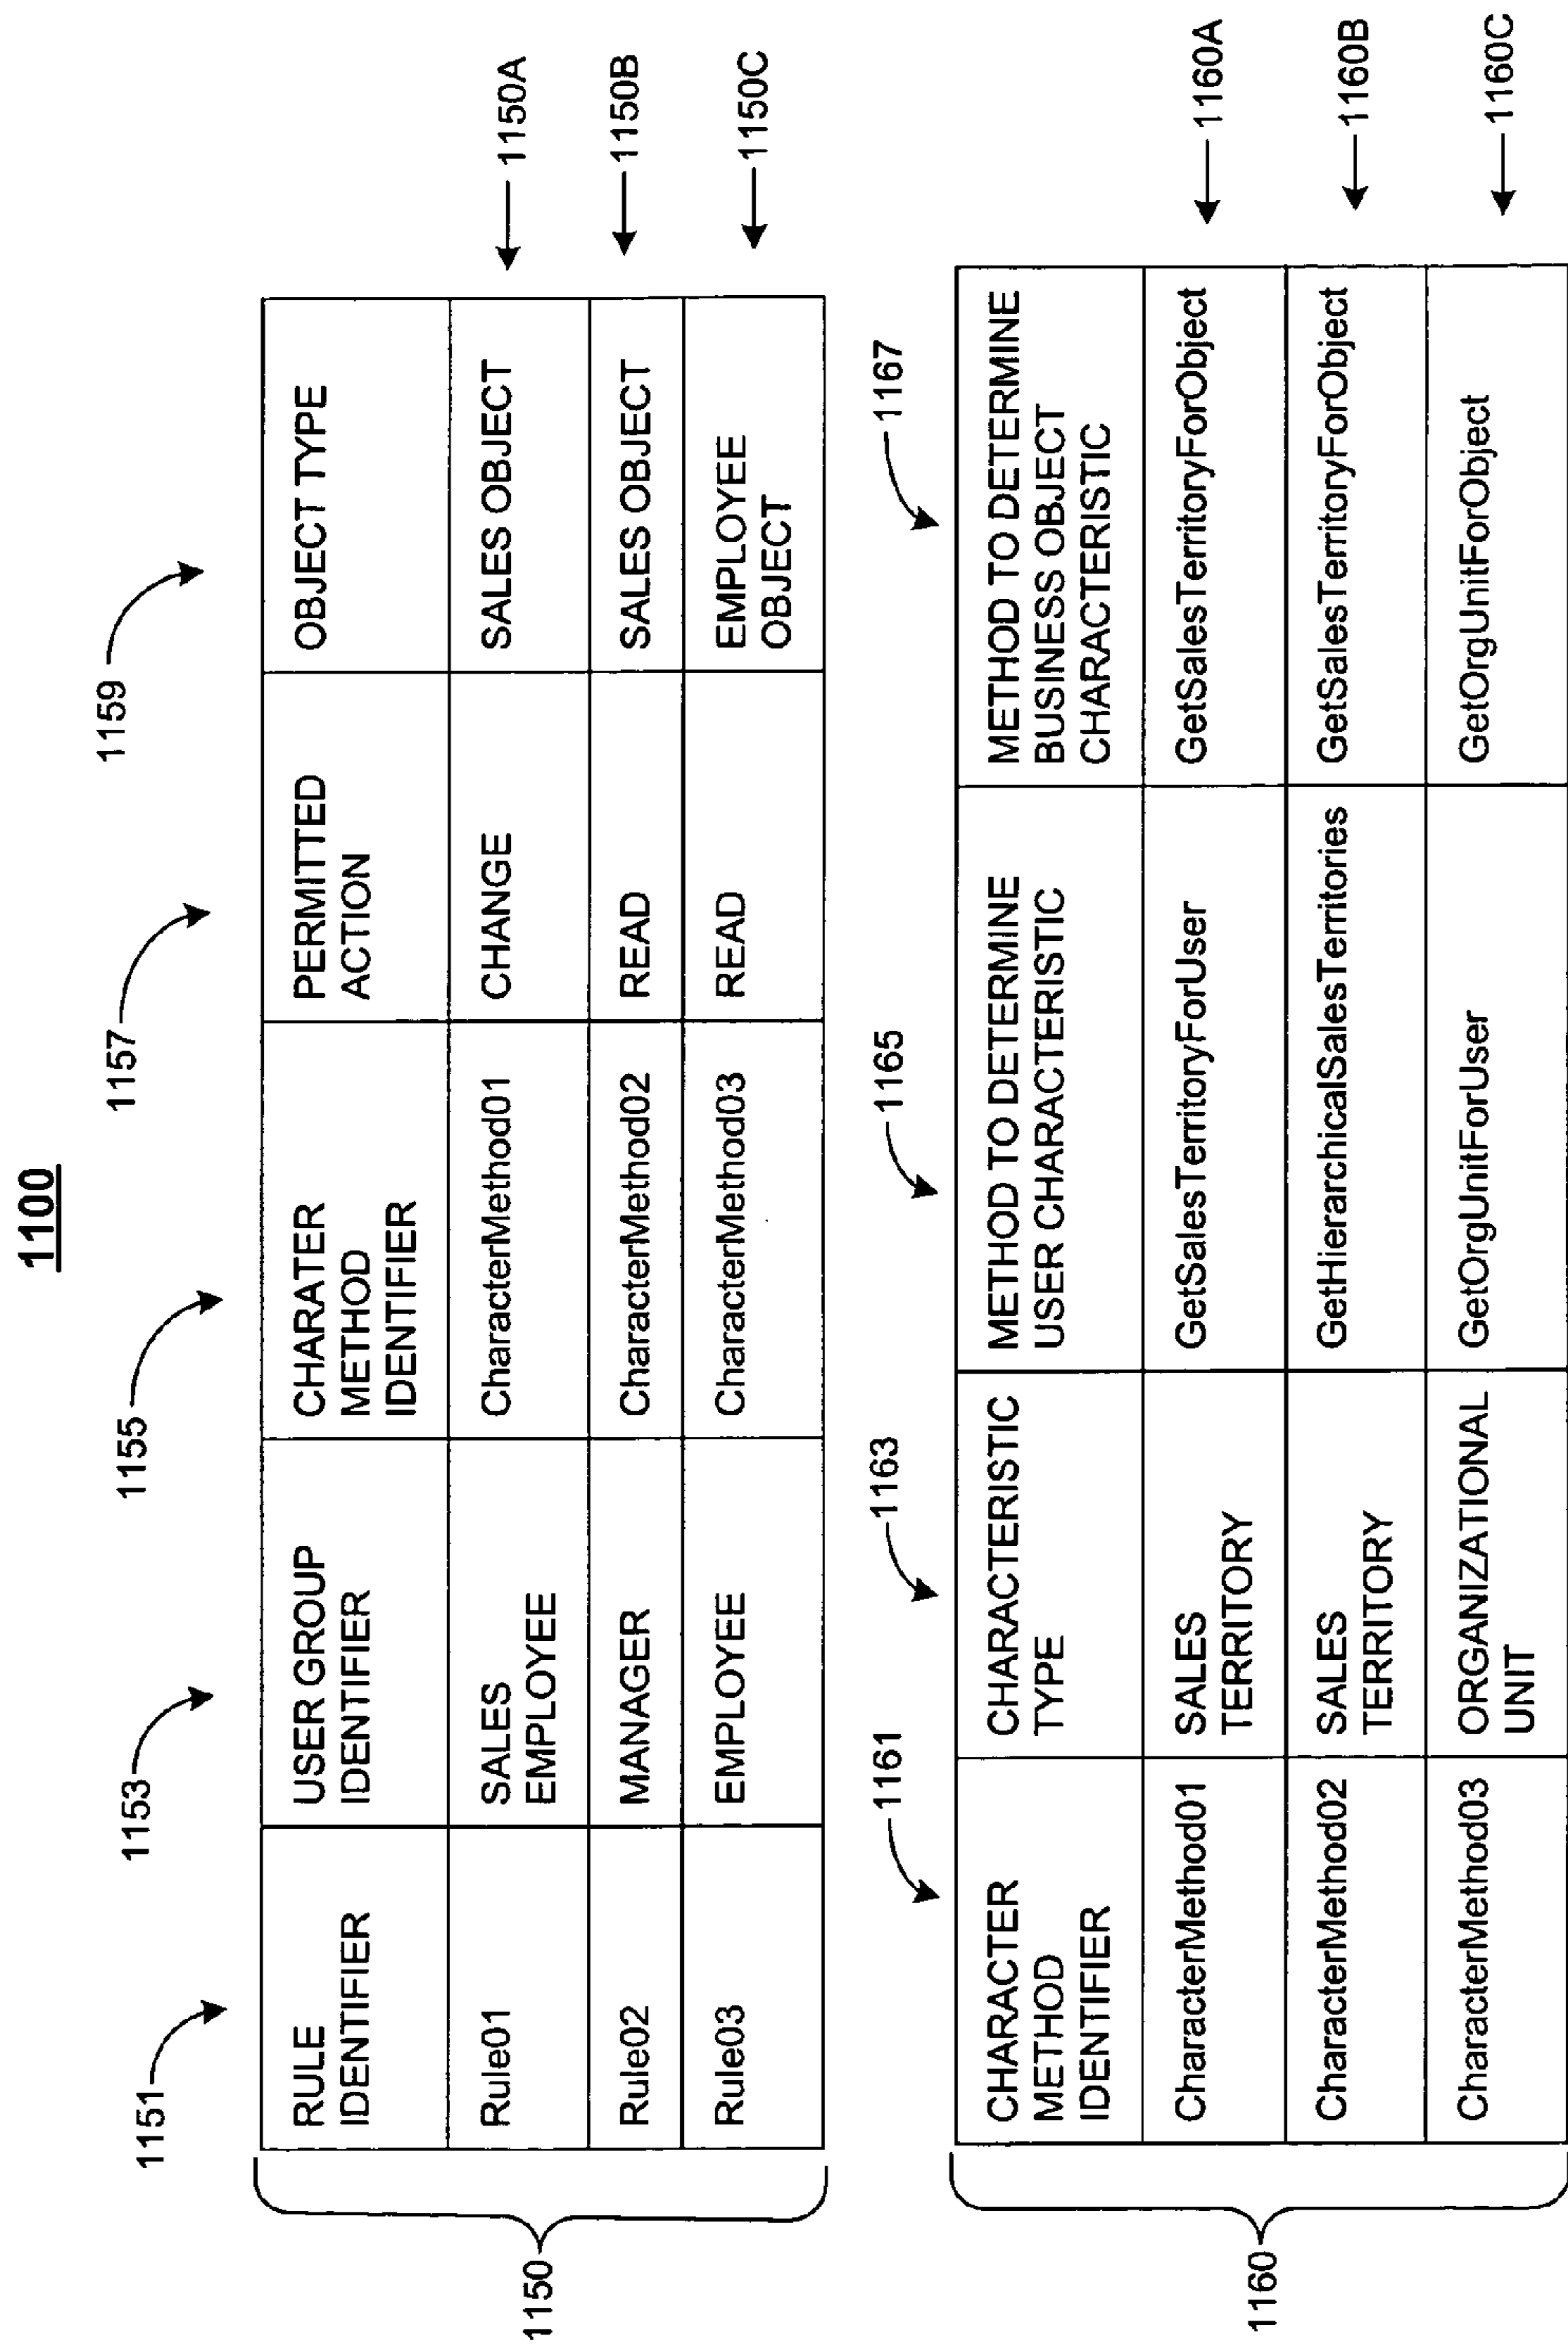 1100
1151
1153
1155
1157
1159
RULE
IDENTIFIER
USER GROUP
IDENTIFIER
CHARATER
METHOD
IDENTIFIER
PERMITTED
ACTION
OBJECT TYPE
Rule01
SALES
EMPLOYEE
CharacterMethod01
CHANGE
SALES OBJECT
1150A
Rule02
MANAGER
CharacterMethod02
READ
SALES OBJECT
1150B
Rule03
EMPLOYEE
CharacterMethod03
READ
EMPLOYEE
OBJECT
1150C
1150
1161
1163
1165
1167
CHARACTER
METHOD
IDENTIFIER
CHARACTERISTIC
TYPE
METHOD TO DETERMINE
USER CHARACTERISTIC
METHOD TO DETERMINE
BUSINESS OBJECT
CHARACTERISTIC
CharacterMethod01
SALES
TERRITORY
GetSalesTerritoryForUser
GetSalesTerritoryForObject
1160A
CharacterMethod02
SALES
TERRITORY
GetHierarchicalSalesTerritories
GetSalesTerritoryForObject
1160B
CharacterMethod03
ORGANIZATIONAL
UNIT
GetOrgUnitForUser
GetOrgUnitForObject
1160C
1160